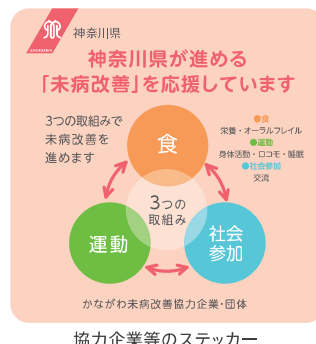 神奈川県
神奈川県が進める
「未病改善」を応援しています
3つの取組みで
未病改善を
進めます
食
●食
栄養・オーラルフレイル
●運動
身体活動・ロコモ・睡眠
●社会参加
交流
3つの
取組み
運動
社会
参加
かながわ未病改善協力企業・団体
協力企業等のステッカー